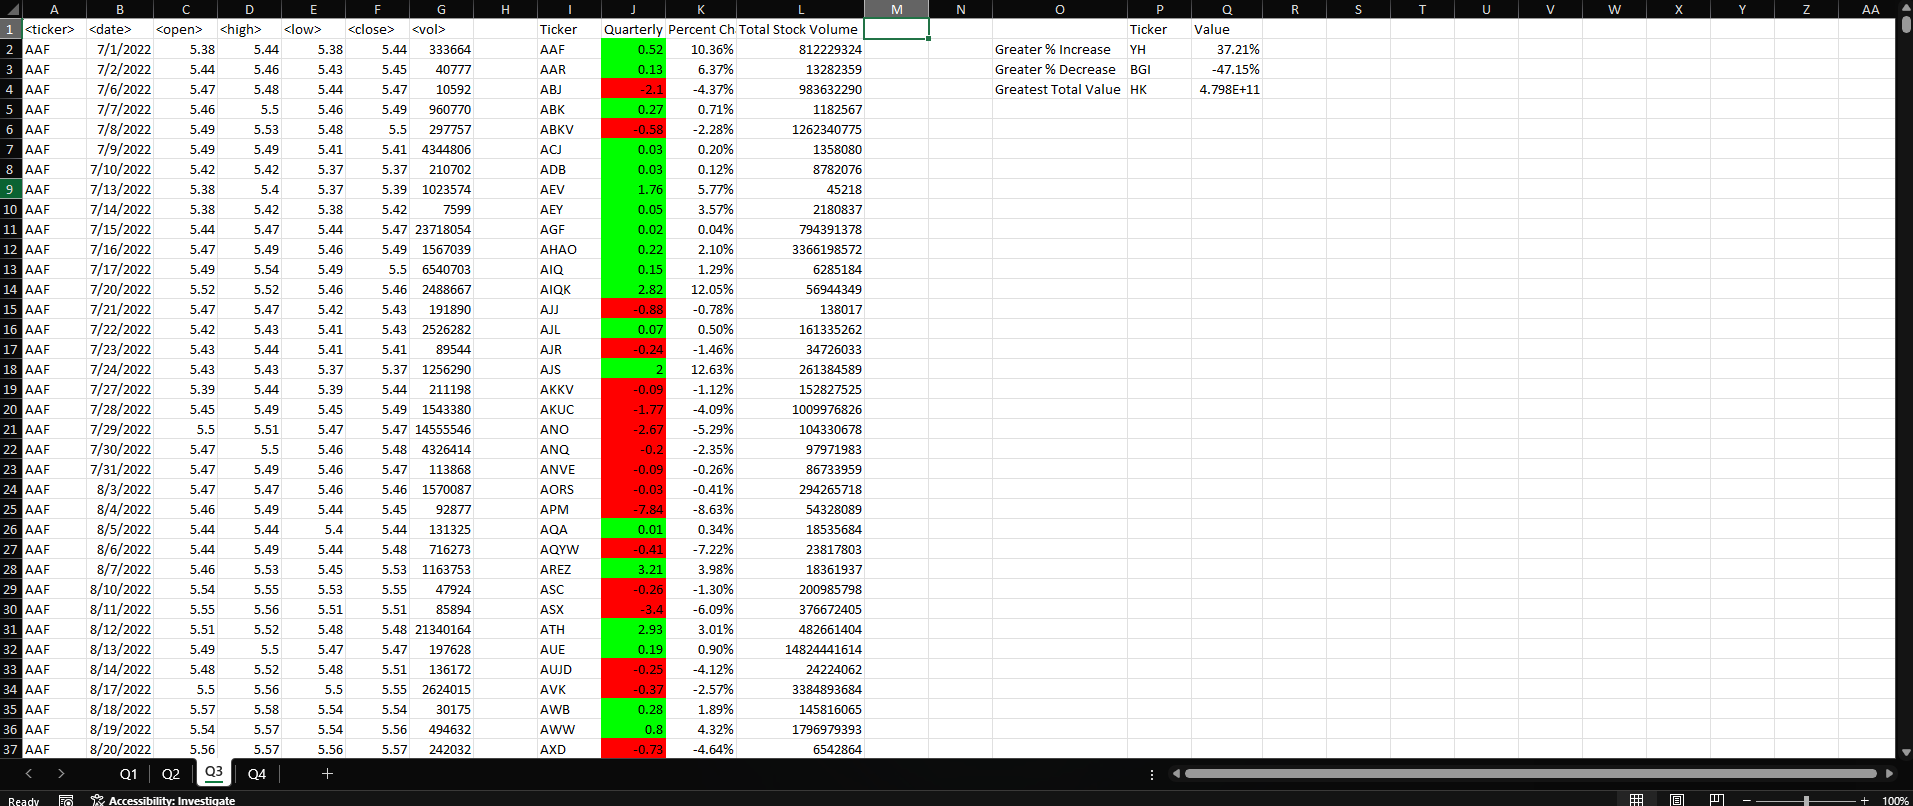 A B C D E F G H I J K L M N O P Q R S T U V W X Y Z AA
1 <ticker> <date> <open> <high> <low> <close> <vol> Ticker Quarterly Percent Ch Total Stock Volume Ticker Value
2 AAF 7/1/2022 5.38 5.44 5.38 5.44 333664 AAF 0.52 10.36% 812229324 Greater % Increase YH 37.21%
3 AAF 7/2/2022 5.44 5.46 5.43 5.45 40777 AAR 0.13 6.37% 13282359 Greater % Decrease BGI -47.15%
4 AAF 7/6/2022 5.47 5.48 5.44 5.47 10592 ABJ -2.1 -4.37% 983632290 Greatest Total Value HK 4.798E+11
5 AAF 7/7/2022 5.46 5.5 5.46 5.49 960770 ABK 0.27 0.71% 1182567
6 AAF 7/8/2022 5.49 5.53 5.48 5.5 297757 ABKV -0.58 -2.28% 1262340775
7 AAF 7/9/2022 5.49 5.49 5.41 5.41 4344806 ACJ 0.03 0.20% 1358080
8 AAF 7/10/2022 5.42 5.42 5.37 5.37 210702 ADB 0.03 0.12% 8782076
9 AAF 7/13/2022 5.38 5.4 5.37 5.39 1023574 AEV 1.76 5.77% 45218
10 AAF 7/14/2022 5.38 5.42 5.38 5.42 7599 AEY 0.05 3.57% 2180837
11 AAF 7/15/2022 5.44 5.47 5.44 5.47 23718054 AGF 0.02 0.04% 794391378
12 AAF 7/16/2022 5.47 5.49 5.46 5.49 1567039 AHAO 0.22 2.10% 3366198572
13 AAF 7/17/2022 5.49 5.54 5.49 5.5 6540703 AIQ 0.15 1.29% 6285184
14 AAF 7/20/2022 5.52 5.52 5.46 5.46 2488667 AIQK 2.82 12.05% 56944349
15 AAF 7/21/2022 5.47 5.47 5.42 5.43 191890 AJJ -0.88 -0.78% 138017
16 AAF 7/22/2022 5.42 5.43 5.41 5.43 2526282 AJL 0.07 0.50% 161335262
17 AAF 7/23/2022 5.43 5.44 5.41 5.41 89544 AJR -0.24 -1.46% 34726033
18 AAF 7/24/2022 5.43 5.43 5.37 5.37 1256290 AJS 2 12.63% 261384589
19 AAF 7/27/2022 5.39 5.44 5.39 5.44 211198 AKKV -0.09 -1.12% 152827525
20 AAF 7/28/2022 5.45 5.49 5.45 5.49 1543380 AKUC -1.77 -4.09% 1009976826
21 AAF 7/29/2022 5.5 5.51 5.47 5.47 14555546 ANO -2.67 -5.29% 104330678
22 AAF 7/30/2022 5.47 5.5 5.46 5.48 4326414 ANQ -0.2 -2.35% 97971983
23 AAF 7/31/2022 5.47 5.49 5.46 5.47 113868 ANVE -0.09 -0.26% 86733959
24 AAF 8/3/2022 5.47 5.47 5.46 5.46 1570087 AORS -0.03 -0.41% 294265718
25 AAF 8/4/2022 5.46 5.49 5.44 5.45 92877 APM -7.84 -8.63% 54328089
26 AAF 8/5/2022 5.44 5.44 5.4 5.44 131325 AQA 0.01 0.34% 18535684
27 AAF 8/6/2022 5.44 5.49 5.44 5.48 716273 AQYW -0.41 -7.22% 23817803
28 AAF 8/7/2022 5.46 5.53 5.45 5.53 1163753 AREZ 3.21 3.98% 18361937
29 AAF 8/10/2022 5.54 5.55 5.53 5.55 47924 ASC -0.26 -1.30% 200985798
30 AAF 8/11/2022 5.55 5.56 5.51 5.51 85894 ASX -3.4 -6.09% 376672405
31 AAF 8/12/2022 5.51 5.52 5.48 5.48 21340164 ATH 2.93 3.01% 482661404
32 AAF 8/13/2022 5.49 5.5 5.47 5.47 197628 AUE 0.19 0.90% 14824441614
33 AAF 8/14/2022 5.48 5.52 5.48 5.51 136172 AUJD -0.25 -4.12% 24224062
34 AAF 8/17/2022 5.5 5.56 5.5 5.55 2624015 AVK -0.37 -2.57% 3384893684
35 AAF 8/18/2022 5.57 5.58 5.54 5.54 30175 AWB 0.28 1.89% 145816065
36 AAF 8/19/2022 5.54 5.57 5.54 5.56 494632 AWW 0.8 4.32% 1796979393
37 AAF 8/20/2022 5.56 5.57 5.56 5.57 242032 AXD -0.73 -4.64% 6542864
Q1 Q2 Q3 Q4
Ready Accessibility: Investigate 100%